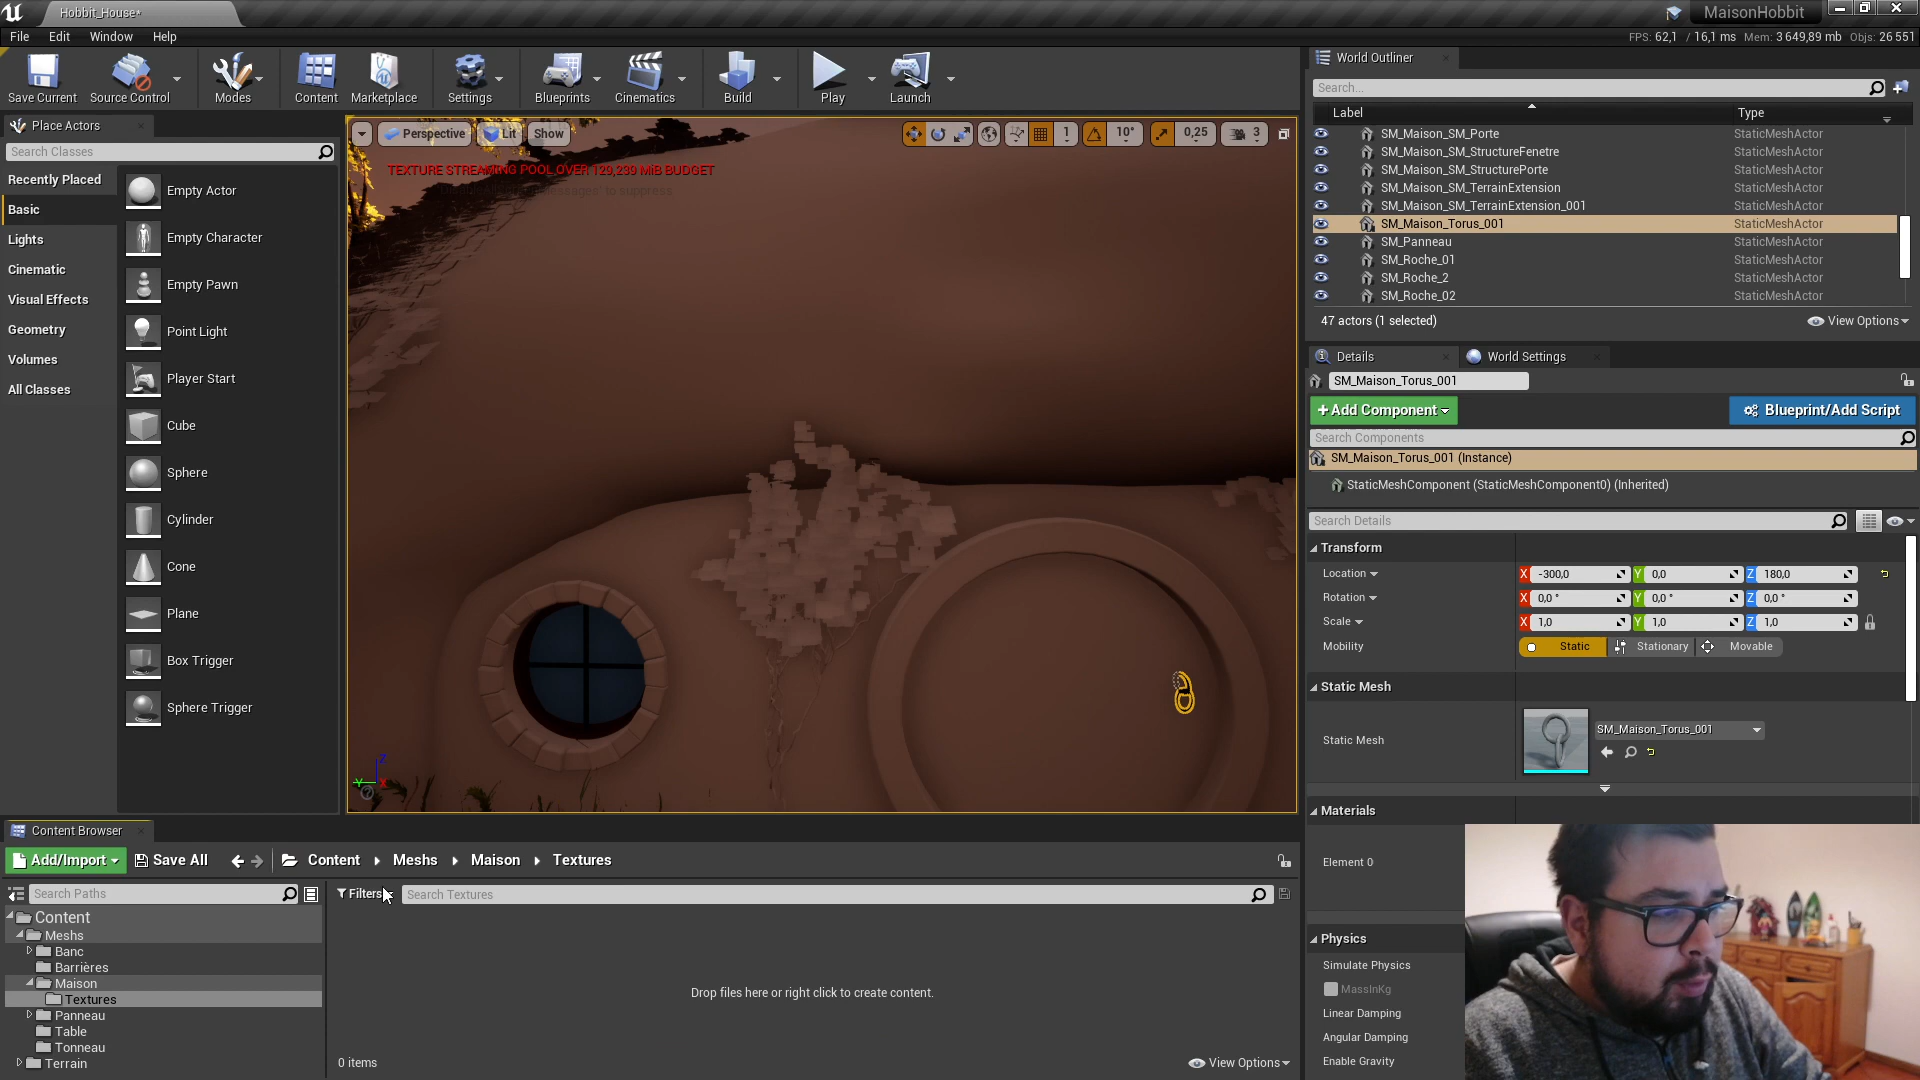 Hobbit_House*
MaisonHobbit
File Edit Window Help
FPS: 62,1 / 16,1 ms Mem: 3 649,89 mb Objs: 26 551
Save Current
Source Control
Modes
Content
Marketplace
Settings
Blueprints
Cinematics
Build
Play
Launch
Place Actors
Search Classes
Recently Placed
Basic
Lights
Cinematic
Visual Effects
Geometry
Volumes
All Classes
Empty Actor
Empty Character
Empty Pawn
Point Light
Player Start
Cube
Sphere
Cylinder
Cone
Plane
Box Trigger
Sphere Trigger
Perspective Lit Show
1 10° 0,25 3
TEXTURE STREAMING POOL OVER 129,239 MiB BUDGET
to suppress
World Outliner
Search...
Label Type
SM_Maison_SM_Porte StaticMeshActor
SM_Maison_SM_StructureFenetre StaticMeshActor
SM_Maison_SM_StructurePorte StaticMeshActor
SM_Maison_SM_TerrainExtension StaticMeshActor
SM_Maison_SM_TerrainExtension_001 StaticMeshActor
SM_Maison_Torus_001 StaticMeshActor
SM_Panneau StaticMeshActor
SM_Roche_01 StaticMeshActor
SM_Roche_2 StaticMeshActor
SM_Roche_02 StaticMeshActor
47 actors (1 selected) View Options
Details World Settings
SM_Maison_Torus_001
+Add Component Blueprint/Add Script
Search Components
SM_Maison_Torus_001 (Instance)
StaticMeshComponent (StaticMeshComponent0) (Inherited)
Search Details
Transform
Location X -300,0 Y 0,0 Z 180,0
Rotation X 0,0 ° Y 0,0 ° Z 0,0 °
Scale X 1,0 Y 1,0 Z 1,0
Mobility Static Stationary Movable
Static Mesh
Static Mesh SM_Maison_Torus_001
Materials
Element 0
Physics
Simulate Physics
MassInKg
Linear Damping
Angular Damping
Enable Gravity
Z
Y X
Content Browser
Add/Import Save All Content Meshs Maison Textures
Search Paths
Filters Search Textures
Content
Meshs
Banc
Barrières
Maison
Textures
Panneau
Table
Tonneau
Terrain
Drop files here or right click to create content.
0 items View Options